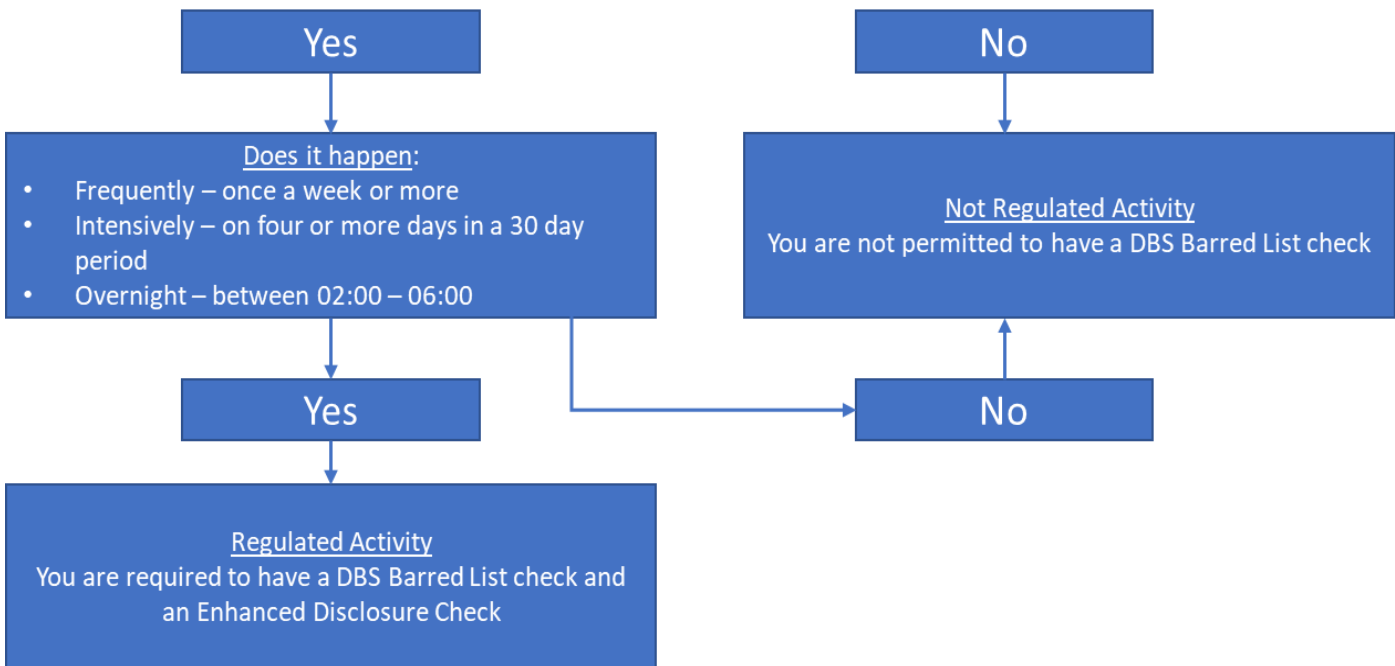 Yes
No
Does it happen:
• Frequently – once a week or more
• Intensively – on four or more days in a 30 day
period
• Overnight – between 02:00 – 06:00
Not Regulated Activity
You are not permitted to have a DBS Barred List check
Yes
No
Regulated Activity
You are required to have a DBS Barred List check and
an Enhanced Disclosure Check